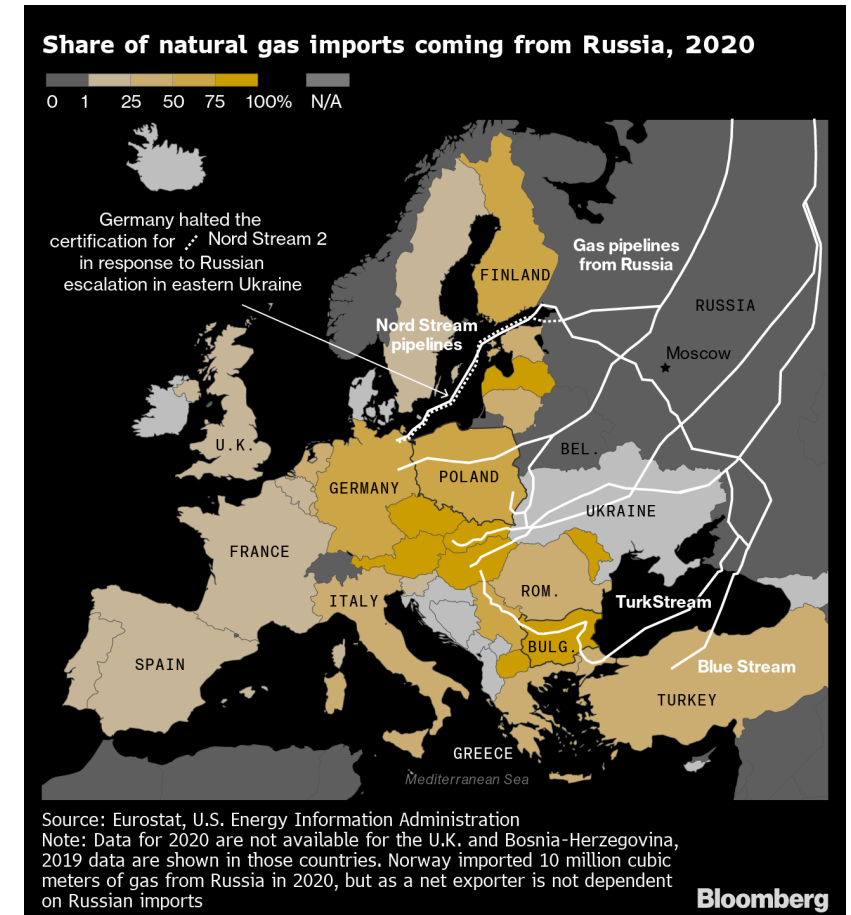 Share of natural gas imports coming from Russia, 2020
0 1 25 50 75 100% N/A
Germany halted the
certification for Nord Stream 2
in response to Russian
escalation in eastern Ukraine
Gas pipelines
from Russia
FINLAND
RUSSIA
Nord Stream
pipelines
Moscow
U.K.
BEL.
POLAND
GERMANY
UKRAINE
FRANCE
ROM.
ITALY
TurkStream
BULG.
SPAIN
Blue Stream
TURKEY
GREECE
Mediterranean Sea
Source: Eurostat, U.S. Energy Information Administration
Note: Data for 2020 are not available for the U.K. and Bosnia-Herzegovina,
2019 data are shown in those countries. Norway imported 10 million cubic
meters of gas from Russia in 2020, but as a net exporter is not dependent
on Russian imports
Bloomberg